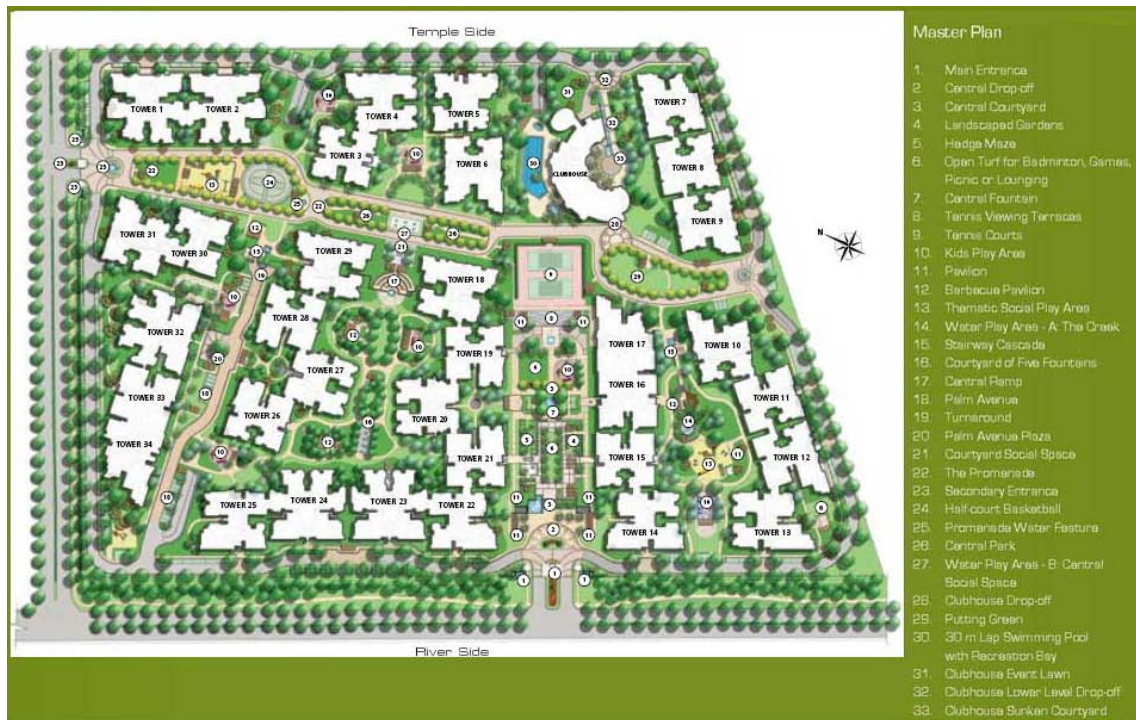 Temple Side
Master Plan
1. Main Entrance
2. Central Drop-off
3. Central Courtyard
4. Landscaped Gardens
5. Hedge Maze
6. Open Turf for Badminton, Games,
Picnic or Lounging
7. Central Fountain
8. Tennis Viewing Terraces
9. Tennis Courts
10. Kids Play Area
11. Pavilion
12. Barbecue Pavilion
13. Thematic Social Play Area
14. Water Play Area - A: The Creek
15. Stairway Cascade
16. Courtyard of Five Fountains
17. Central Ramp
18. Palm Avenue
19. Turnaround
20 Palm Avenue Plaza
21. Courtyard Social Space
22. The Promenade
23. Secondary Entrance
24. Half-court Basketball
25. Promenade Water Feature
26. Central Park
27. Water Play Area - B: Central
Social Space
28. Clubhouse Drop-off
29. Putting Green
30. 30 m Lap Swimming Pool
with Recreation Bay
31. Clubhouse Event Lawn
32. Clubhouse Lower Level Drop-off
33. Clubhouse Sunken Courtyard
TOWER 1
TOWER 2
TOWER 3
TOWER 4
TOWER 5
TOWER 6
CLUBHOUSE
TOWER 7
TOWER 8
TOWER 9
N
TOWER 31
TOWER 30
TOWER 29
TOWER 18
TOWER 32
TOWER 28
TOWER 19
TOWER 17
TOWER 10
TOWER 33
TOWER 27
TOWER 16
TOWER 11
TOWER 34
TOWER 26
TOWER 20
TOWER 21
TOWER 15
TOWER 12
TOWER 25
TOWER 24
TOWER 23
TOWER 22
TOWER 14
TOWER 13
River Side